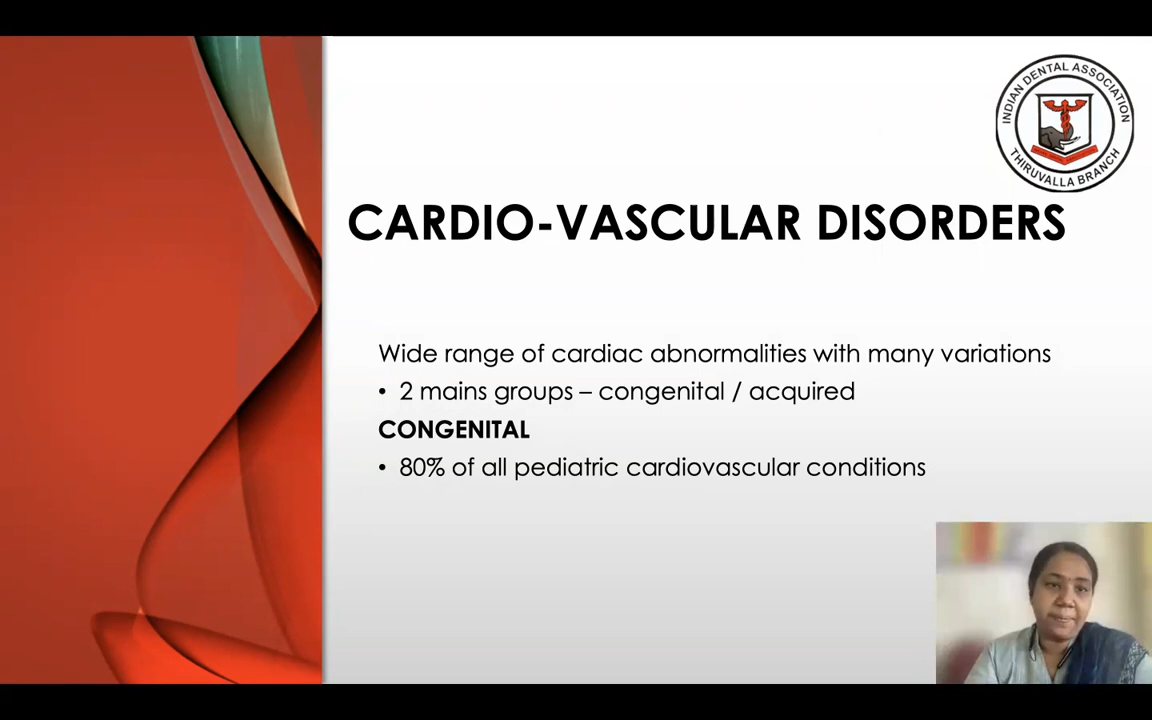 INDIAN DENTAL ASSOCIATION
THIRUVALLA BRANCH
CARDIO-VASCULAR DISORDERS
Wide range of cardiac abnormalities with many variations
• 2 mains groups – congenital / acquired
CONGENITAL
• 80% of all pediatric cardiovascular conditions